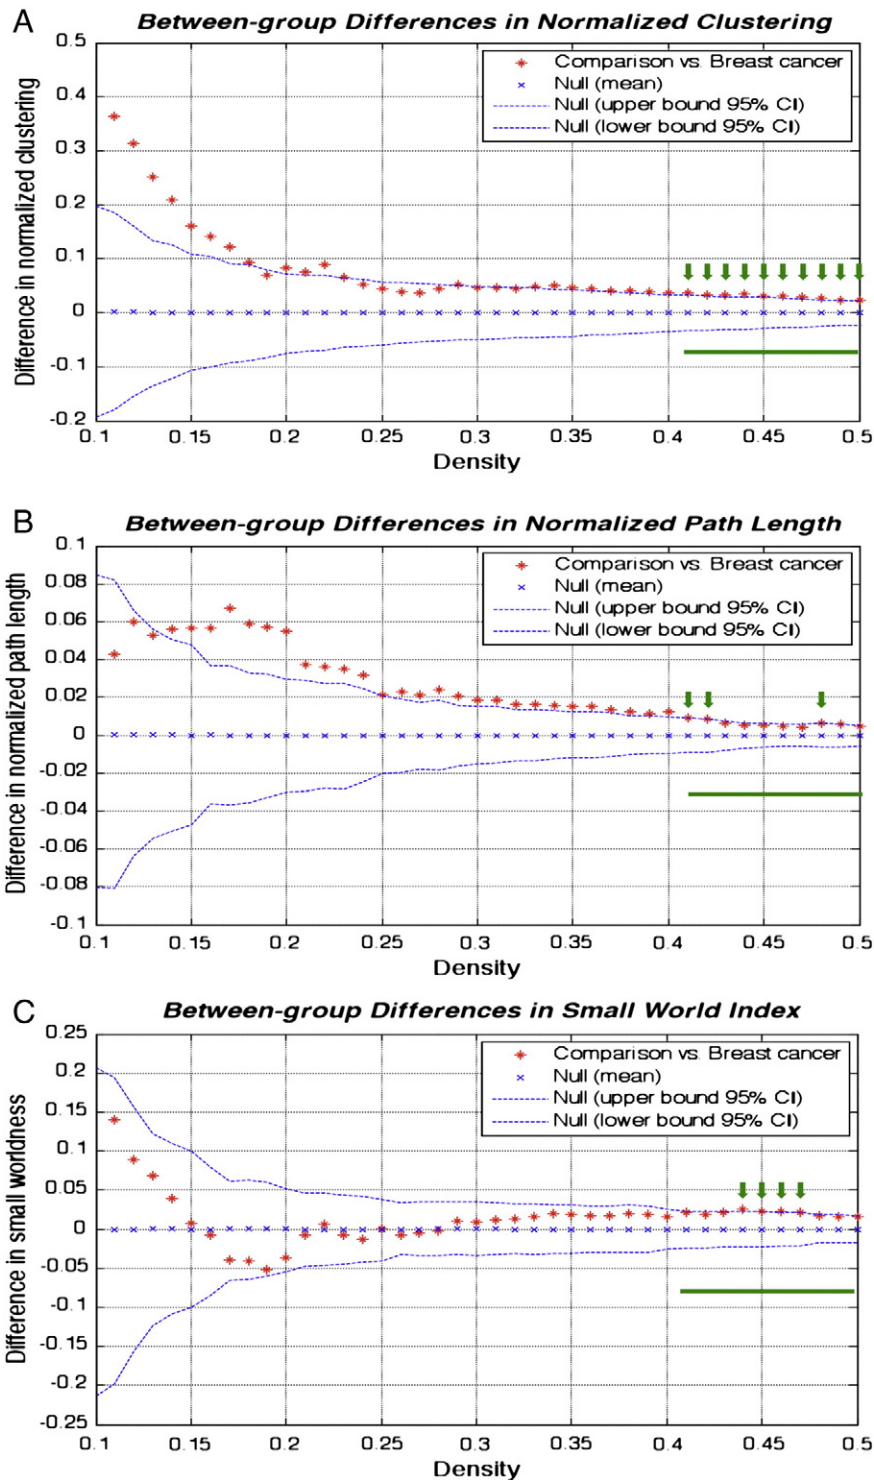 A
Between-group Differences in Normalized Clustering
0.5
0.4
0.3
0.2
0.1
0
-0.1
-0.2
Difference in normalized clustering
Comparison vs. Breast cancer
Null (mean)
Null (upper bound 95% CI)
Null (lower bound 95% CI)
0.1 0.15 0.2 0.25 0.3 0.35 0.4 0.45 0.5
Density
B
Between-group Differences in Normalized Path Length
0.1
0.08
0.06
0.04
0.02
0
-0.02
-0.04
-0.06
-0.08
-0.1
Difference in normalized path length
Comparison vs. Breast cancer
Null (mean)
Null (upper bound 95% CI)
Null (lower bound 95% CI)
0.1 0.15 0.2 0.25 0.3 0.35 0.4 0.45 0.5
Density
C
Between-group Differences in Small World Index
0.25
0.2
0.15
0.1
0.05
0
-0.05
-0.1
-0.15
-0.2
-0.25
Difference in small worldness
Comparison vs. Breast cancer
Null (mean)
Null (upper bound 95% CI)
Null (lower bound 95% CI)
0.1 0.15 0.2 0.25 0.3 0.35 0.4 0.45 0.5
Density